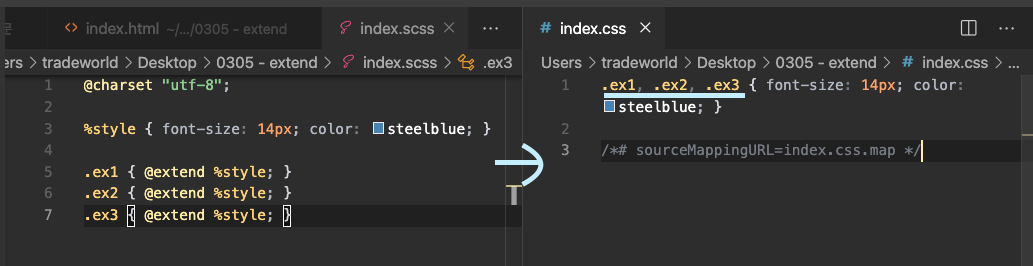 문 index.html ~/.../0305 - extend index.scss × ...
ers > tradeworld > Desktop > 0305 - extend > index.scss > .ex3
1 @charset "utf-8";
2
3 %style { font-size: 14px; color: steelblue; }
4
5 .ex1 { @extend %style; }
6 .ex2 { @extend %style; }
7 .ex3 { @extend %style; }
# index.css × ...
Users > tradeworld > Desktop > 0305 - extend > # index.css > ...
1 .ex1, .ex2, .ex3 { font-size: 14px; color:
steelblue; }
2
3 /*# sourceMappingURL=index.css.map */